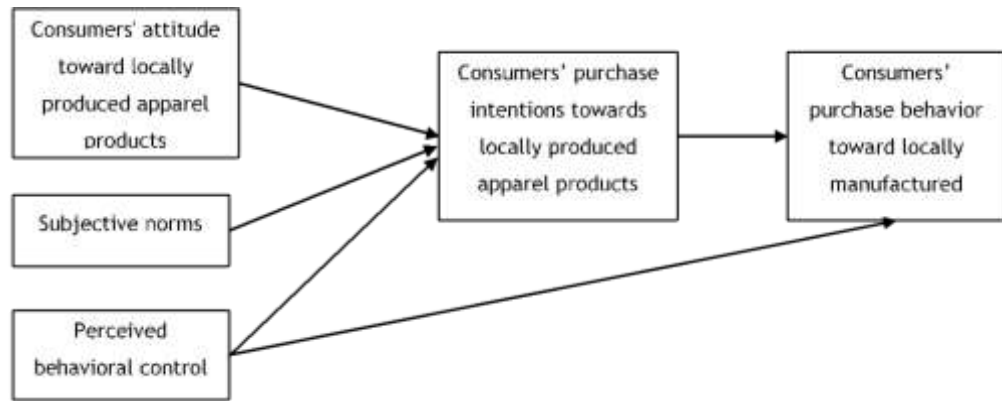 Consumers' attitude
toward locally
produced apparel
products
Subjective norms
Perceived
behavioral control
Consumers’ purchase
intentions towards
locally produced
apparel products
Consumers’
purchase behavior
toward locally
manufactured